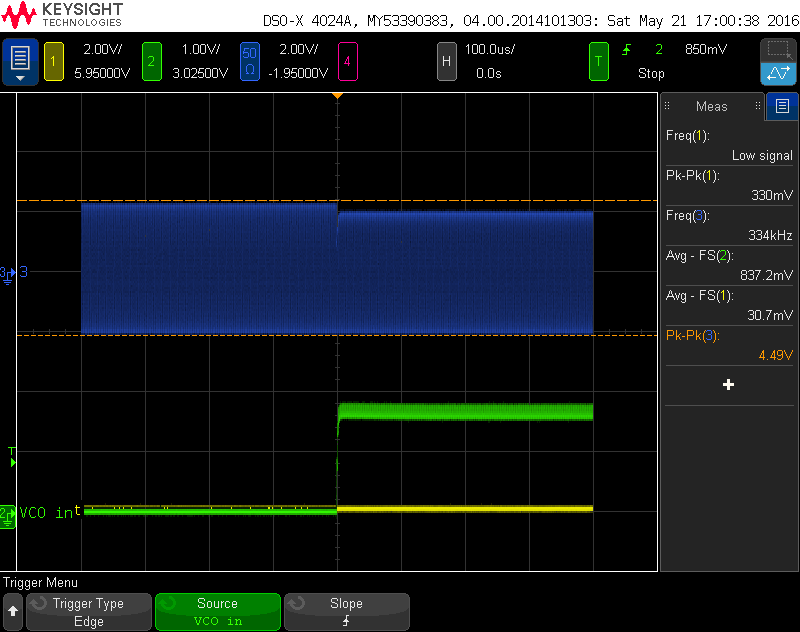 KEYSIGHT
TECHNOLOGIES
DSO-X 4024A, MY53390383, 04.00.2014101303: Sat May 21 17:00:38 2016
1 2.00V/ 5.95000V
2 1.00V/ 3.02500V
50 Ω 2.00V/ -1.95000V
4
H 100.0us/ 0.0s
T 2 850mV
Stop
Meas
Freq(1):
Low signal
Pk-Pk(1):
330mV
Freq(3):
334kHz
Avg - FS(2):
837.2mV
Avg - FS(1):
30.7mV
Pk-Pk(3):
4.49V
3 3
T
2 VCO int
Trigger Menu
Trigger Type
Edge
Source
VCO in
Slope